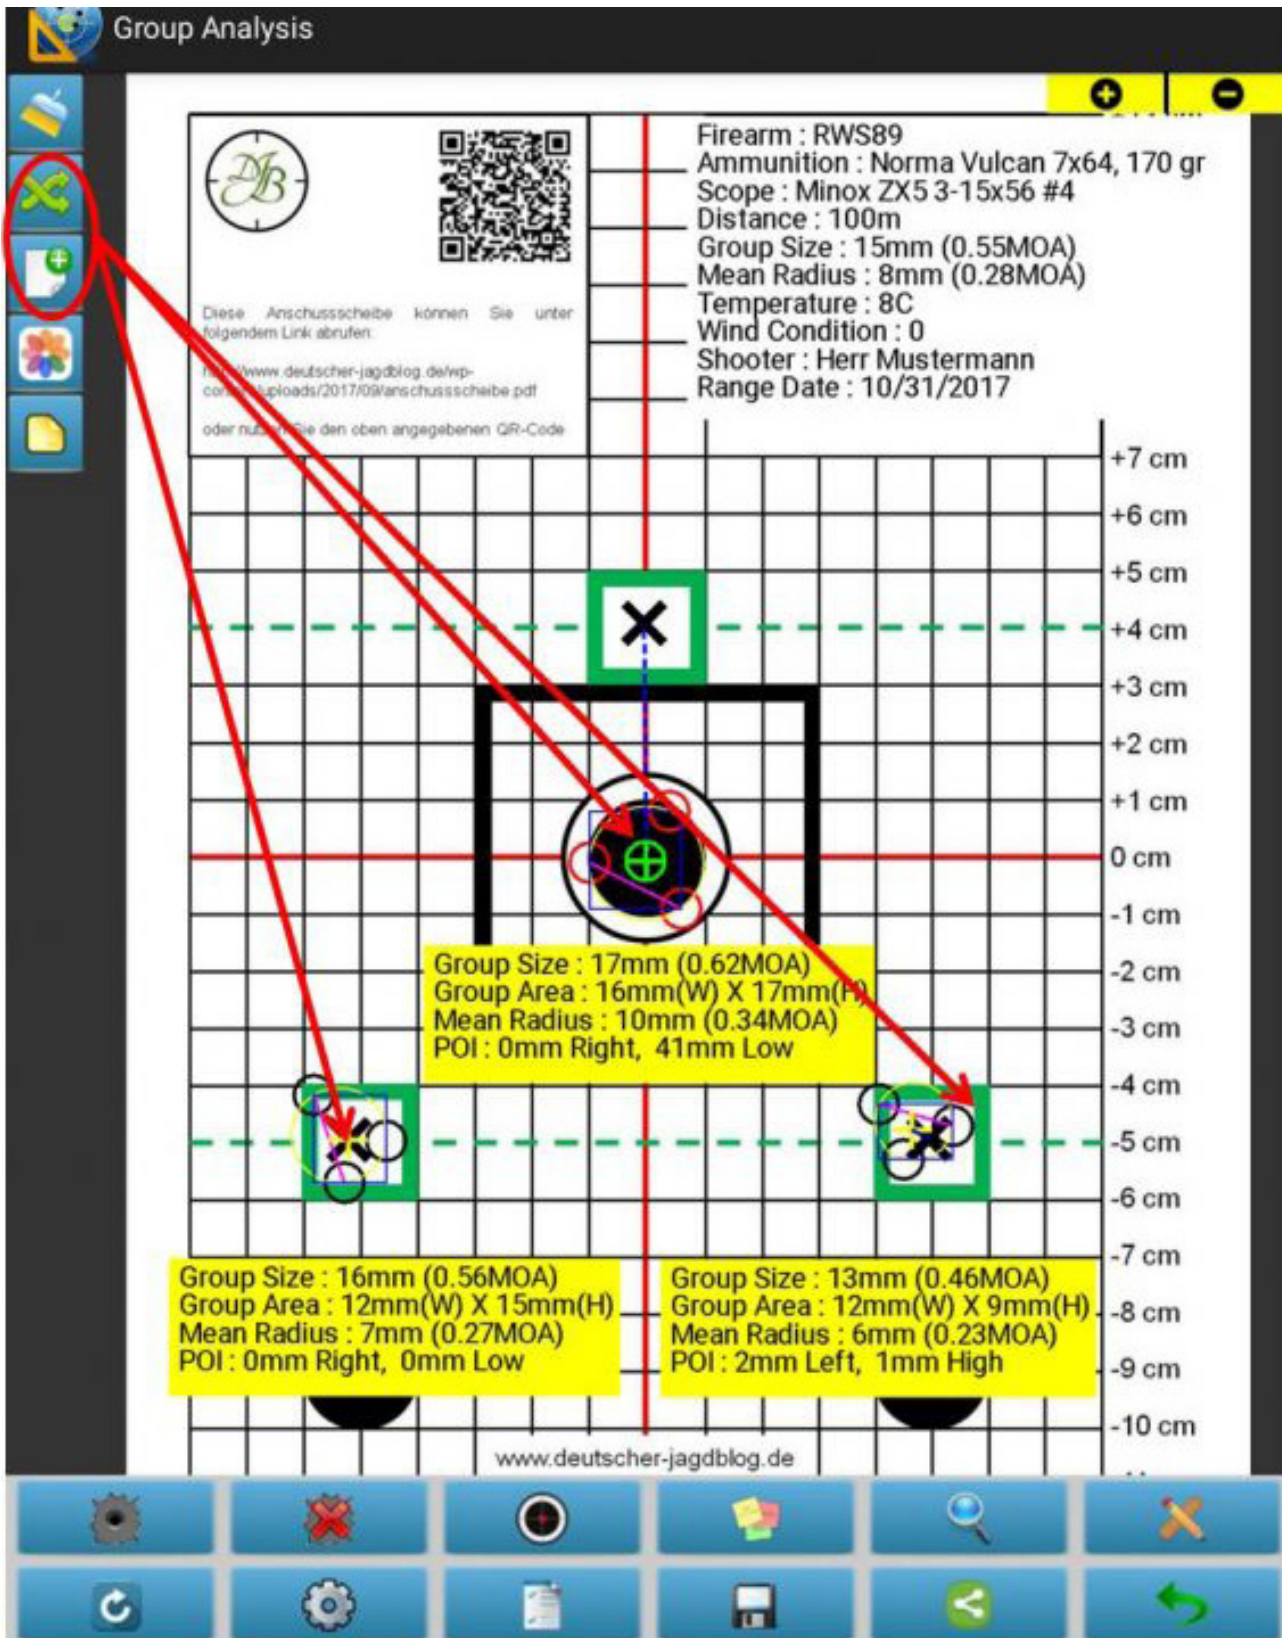 Group Analysis
DJB
Diese Anschussscheibe können Sie unter
folgendem Link abrufen:
www.deutscher-jagdblog.de/wp-
uploads/2017/09/anschussscheibe.pdf
oder nutzen Sie den oben angegebenen QR-Code
Firearm : RWS89
Ammunition : Norma Vulcan 7x64, 170 gr
Scope : Minox ZX5 3-15x56 #4
Distance : 100m
Group Size : 15mm (0.55MOA)
Mean Radius : 8mm (0.28MOA)
Temperature : 8C
Wind Condition : 0
Shooter : Herr Mustermann
Range Date : 10/31/2017
+7 cm
+6 cm
+5 cm
+4 cm
+3 cm
+2 cm
+1 cm
0 cm
-1 cm
-2 cm
-3 cm
-4 cm
-5 cm
-6 cm
-7 cm
-8 cm
-9 cm
-10 cm
Group Size : 17mm (0.62MOA)
Group Area : 16mm(W) X 17mm(H)
Mean Radius : 10mm (0.34MOA)
POI : 0mm Right, 41mm Low
Group Size : 16mm (0.56MOA)
Group Area : 12mm(W) X 15mm(H)
Mean Radius : 7mm (0.27MOA)
POI : 0mm Right, 0mm Low
Group Size : 13mm (0.46MOA)
Group Area : 12mm(W) X 9mm(H)
Mean Radius : 6mm (0.23MOA)
POI : 2mm Left, 1mm High
www.deutscher-jagdblog.de